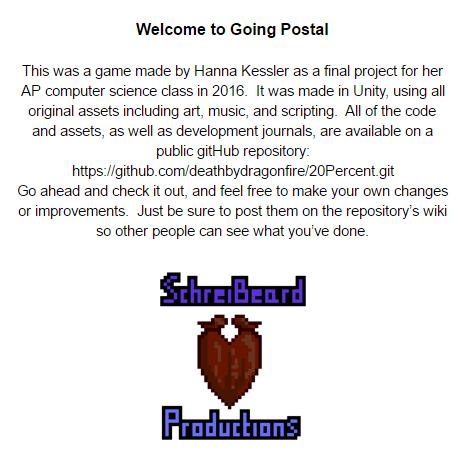 Welcome to Going Postal
This was a game made by Hanna Kessler as a final project for her
AP computer science class in 2016.  It was made in Unity, using all
original assets including art, music, and scripting.  All of the code
and assets, as well as development journals, are available on a
public gitHub repository:
https://github.com/deathbydragonfire/20Percent.git
Go ahead and check it out, and feel free to make your own changes
or improvements.  Just be sure to post them on the repository’s wiki
so other people can see what you’ve done.
SchreiBeard
Productions